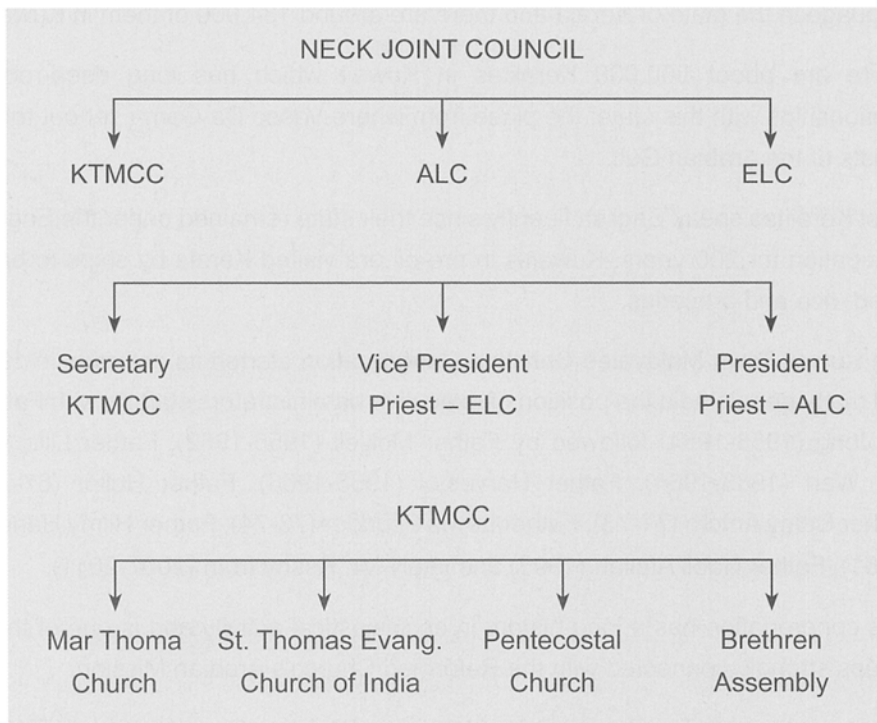 NECK JOINT COUNCIL
KTMCC ALC ELC
Secretary Vice President President
KTMCC Priest – ELC Priest – ALC
KTMCC
Mar Thoma St. Thomas Evang. Pentecostal Brethren
Church Church of India Church Assembly